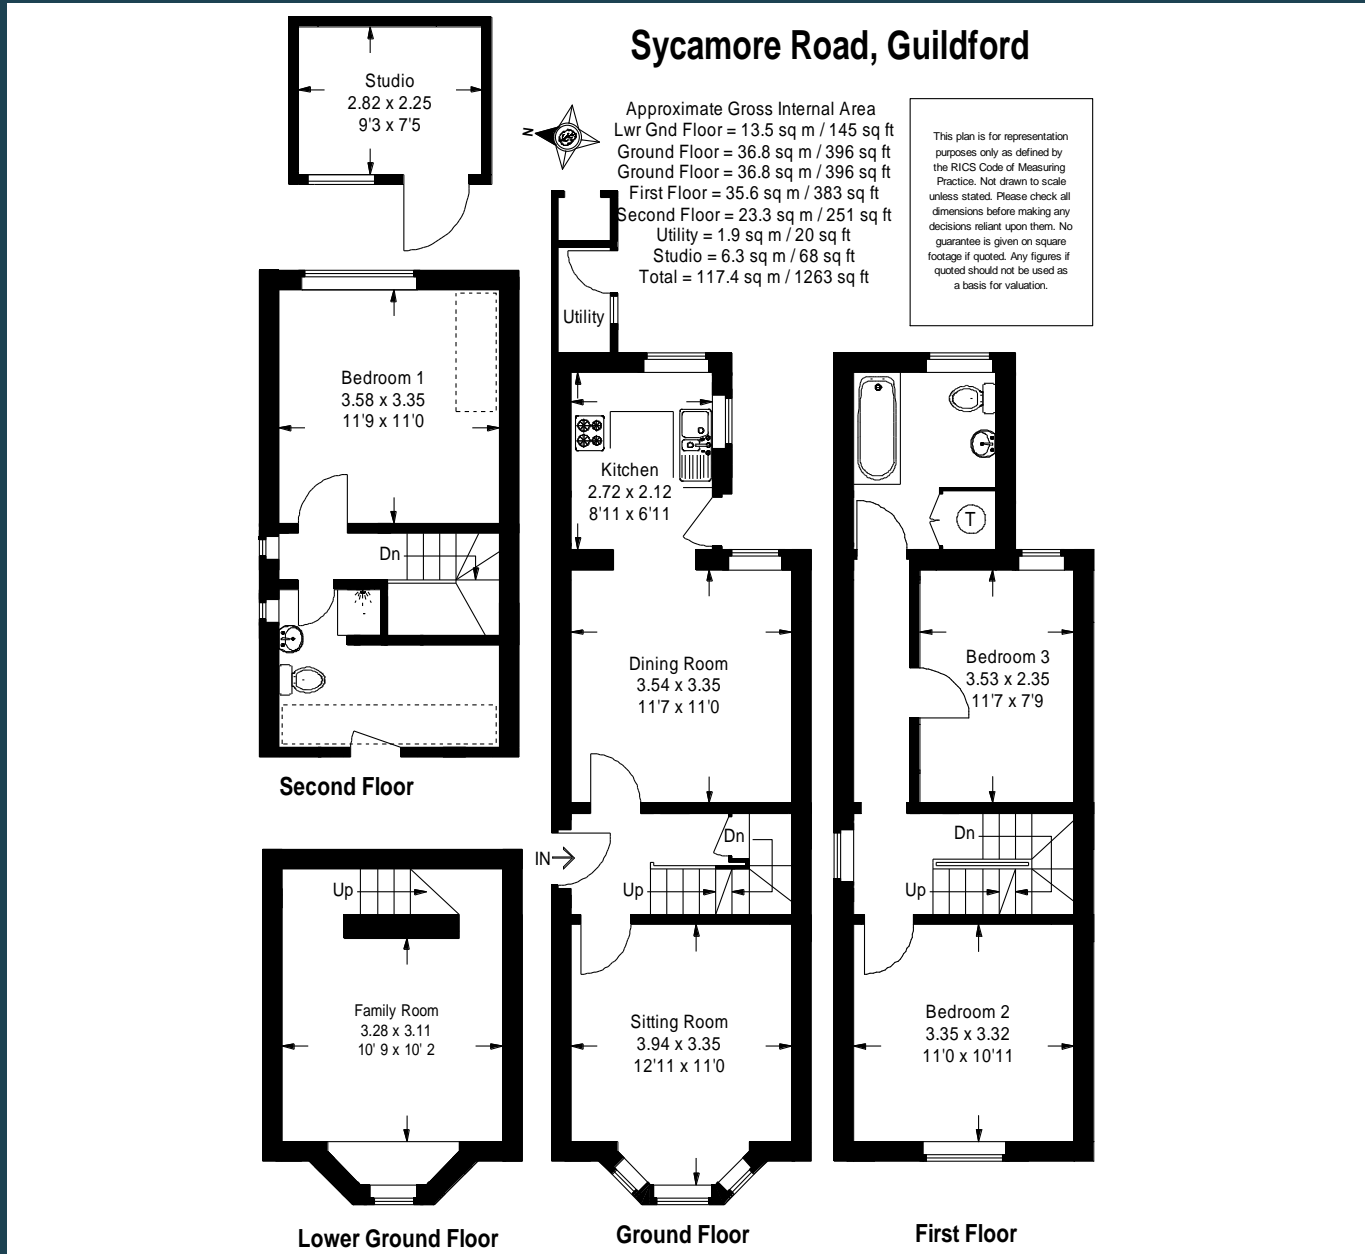 Sycamore Road, Guildford
Studio
2.82 x 2.25
9'3 x 7'5
N
Approximate Gross Internal Area
Lwr Gnd Floor = 13.5 sq m / 145 sq ft
Ground Floor = 36.8 sq m / 396 sq ft
Ground Floor = 36.8 sq m / 396 sq ft
First Floor = 35.6 sq m / 383 sq ft
Second Floor = 23.3 sq m / 251 sq ft
Utility = 1.9 sq m / 20 sq ft
Studio = 6.3 sq m / 68 sq ft
Total = 117.4 sq m / 1263 sq ft
This plan is for representation
purposes only as defined by
the RICS Code of Measuring
Practice. Not drawn to scale
unless stated. Please check all
dimensions before making any
decisions reliant upon them. No
guarantee is given on square
footage if quoted. Any figures if
quoted should not be used as
a basis for valuation.
Bedroom 1
3.58 x 3.35
11'9 x 11'0
Dn
Second Floor
Utility
Kitchen
2.72 x 2.12
8'11 x 6'11
Dining Room
3.54 x 3.35
11'7 x 11'0
IN
Dn
Up
Sitting Room
3.94 x 3.35
12'11 x 11'0
Ground Floor
T
Bedroom 3
3.53 x 2.35
11'7 x 7'9
Dn
Up
Bedroom 2
3.35 x 3.32
11'0 x 10'11
First Floor
Up
Family Room
3.28 x 3.11
10' 9 x 10' 2
Lower Ground Floor